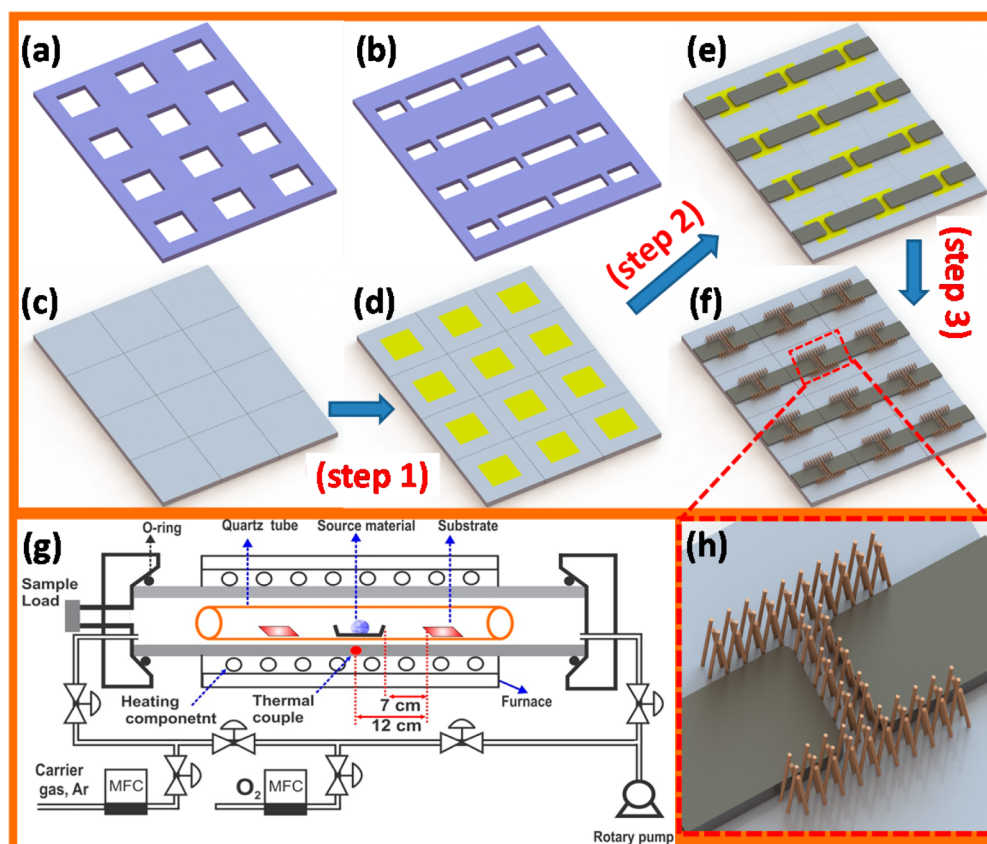 (a)
(b)
(e)
(step 2)
(step 3)
(c)
(d)
(f)
(step 1)
(g)
(h)
O-ring
Quartz tube
Source material
Substrate
Sample
Load
Heating
componetnt
Thermal
couple
7 cm
12 cm
Furnace
Carrier
gas, Ar
MFC
O2
MFC
Rotary pump